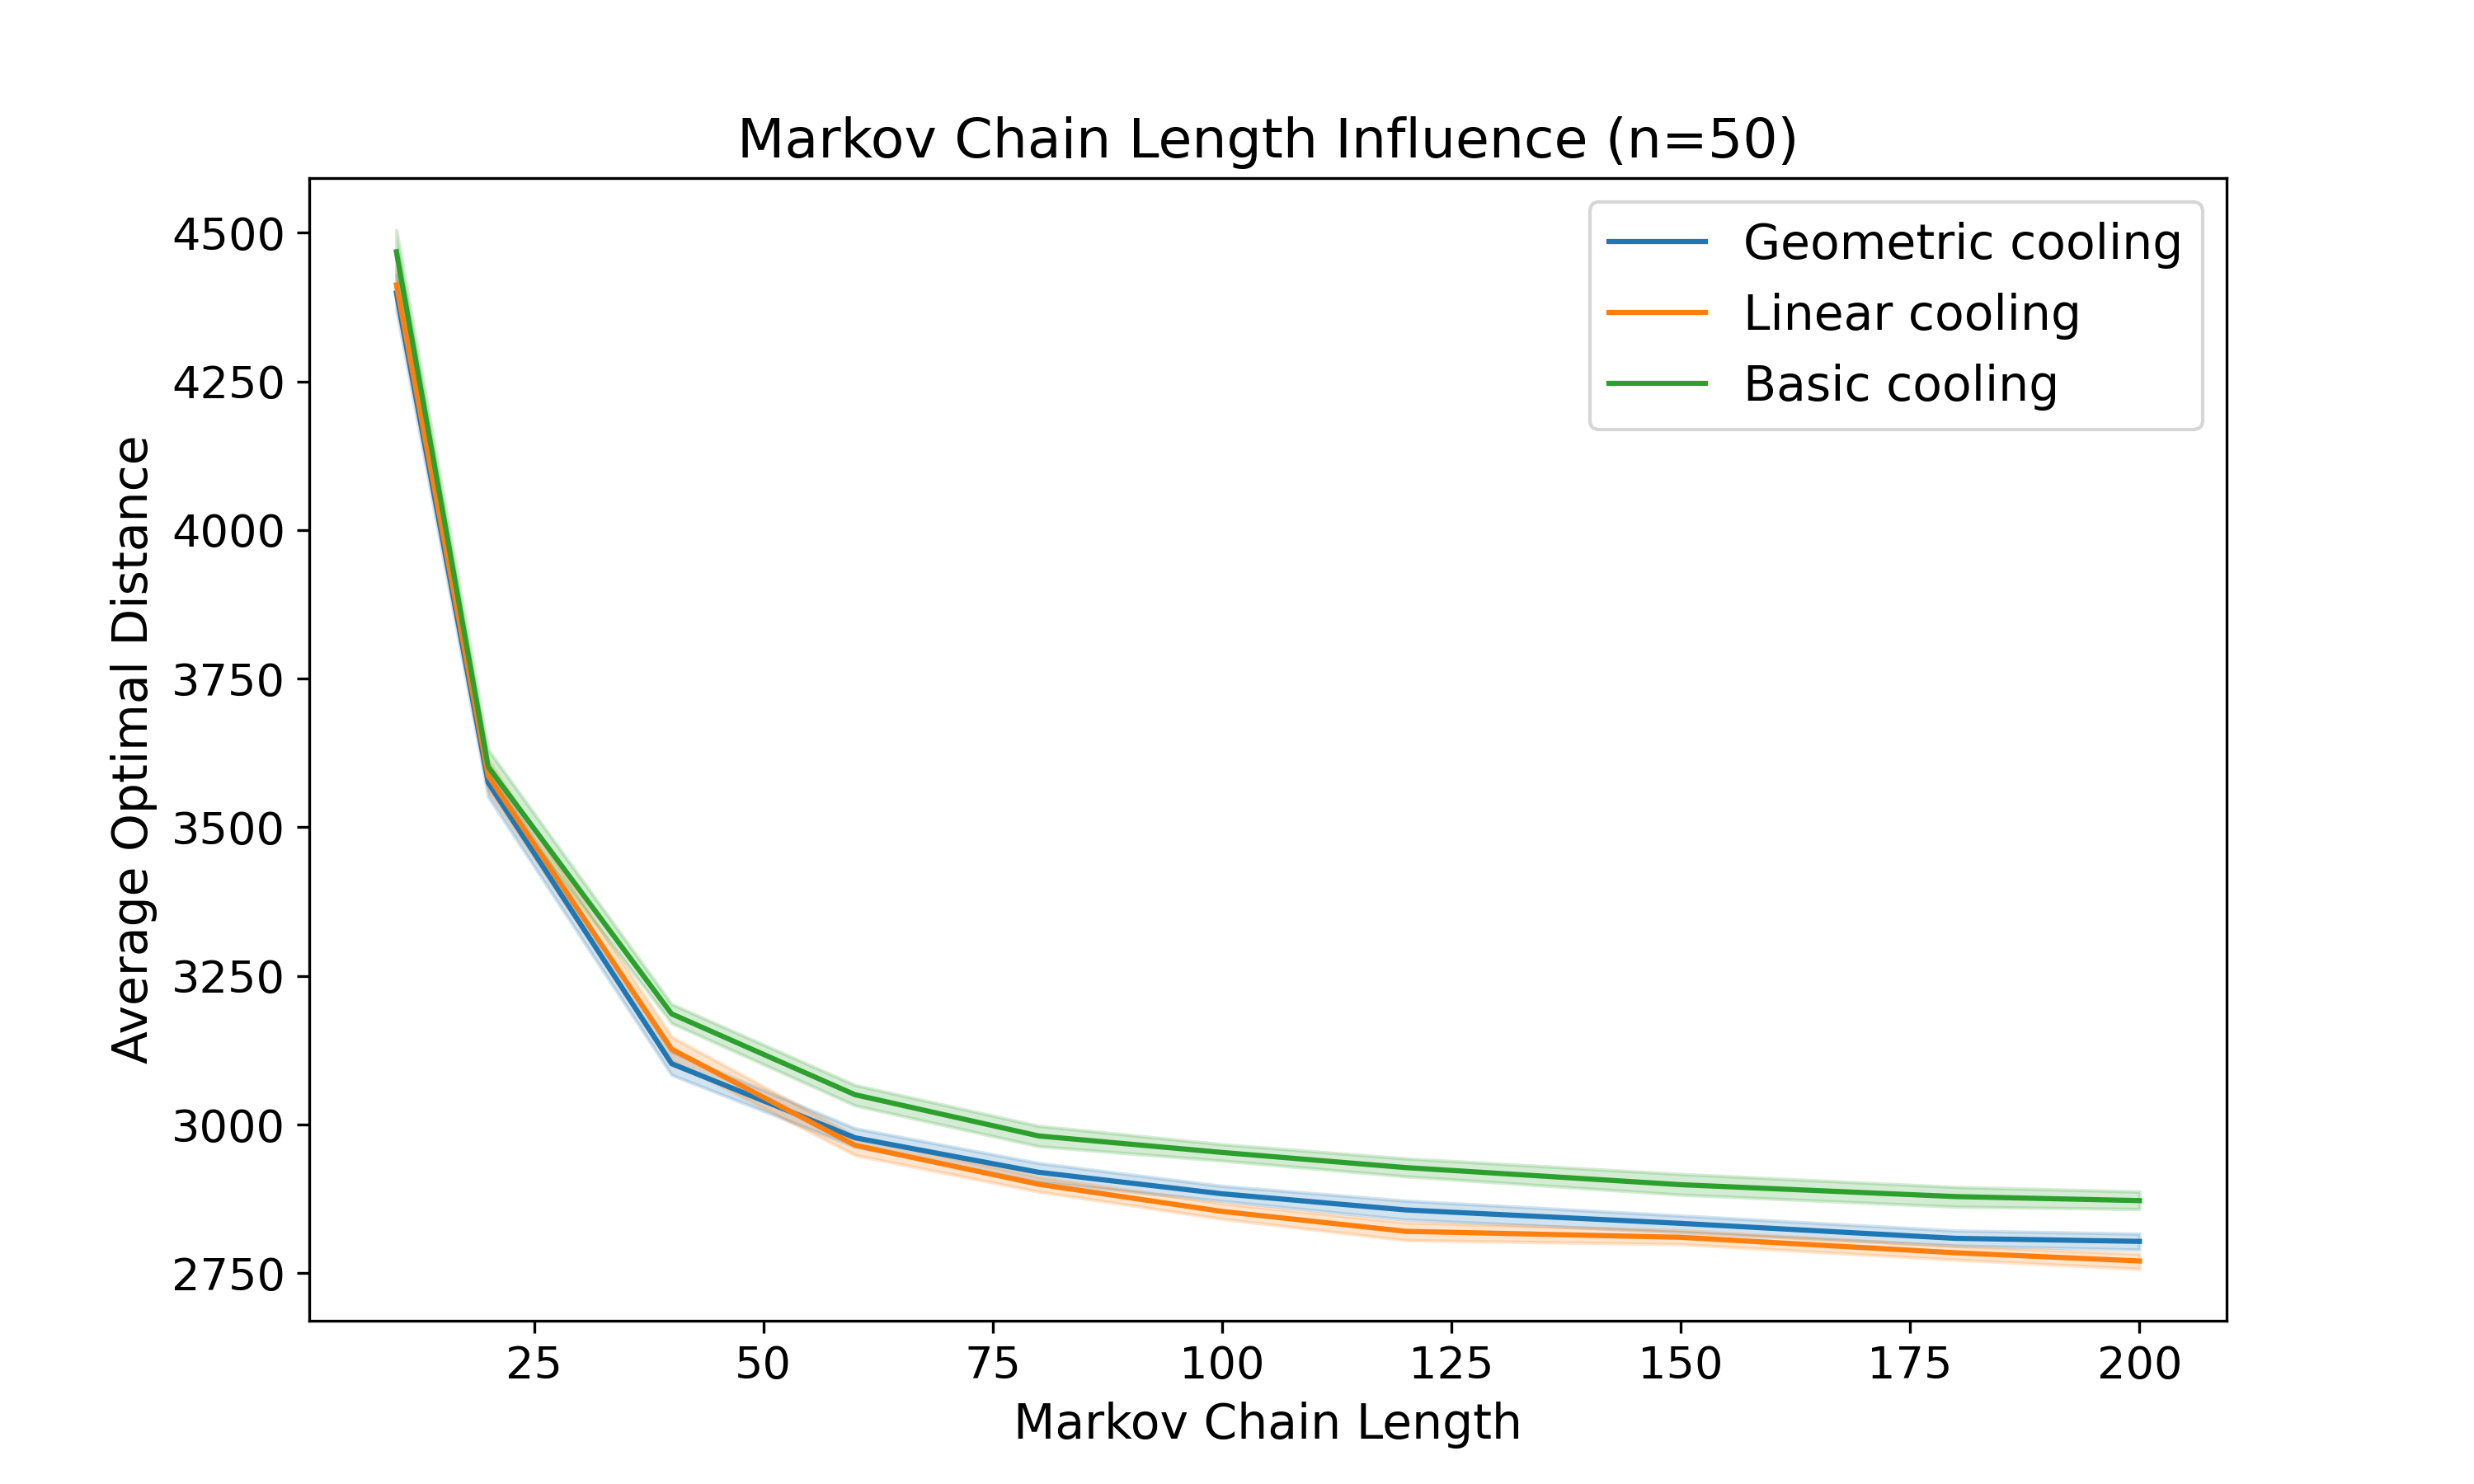 Markov Chain Length Influence (n=50)
Geometric cooling
Linear cooling
Basic cooling
Average Optimal Distance
4500
4250
4000
3750
3500
3250
3000
2750
25 50 75 100 125 150 175 200
Markov Chain Length